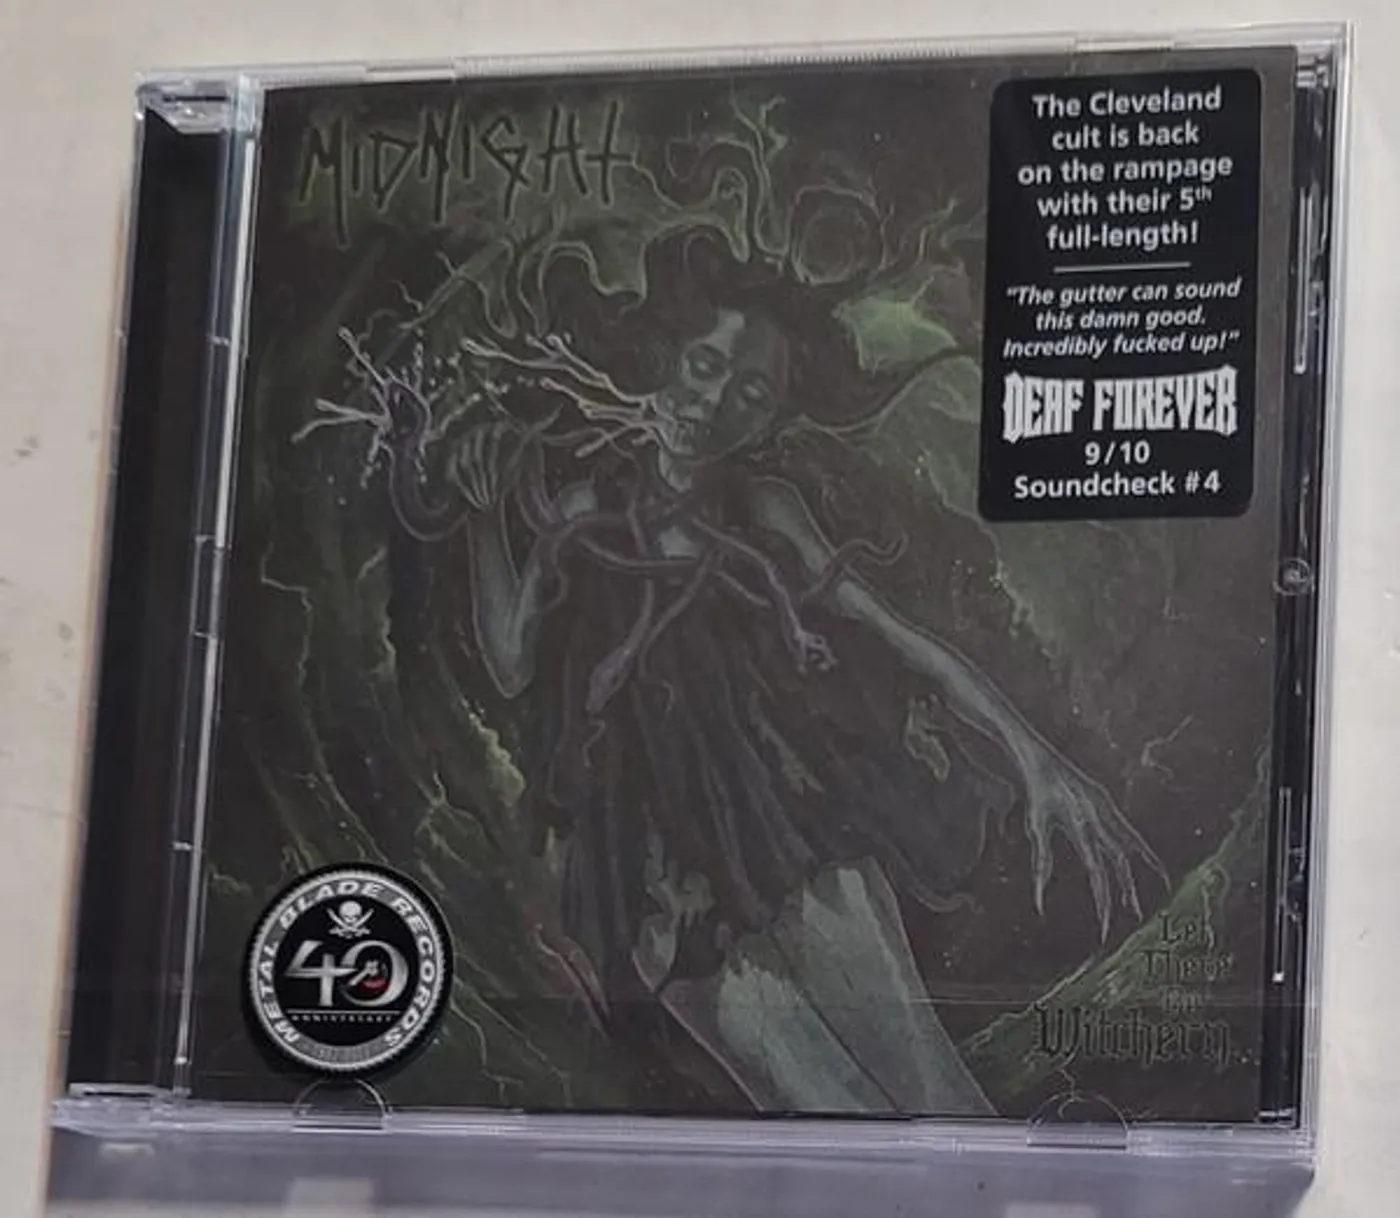 MIDNIGHT
The Cleveland
cult is back
on the rampage
with their 5th
full-length!
"The gutter can sound
this damn good.
Incredibly fucked up!"
DEAF FOREVER
9/10
Soundcheck #4
METAL BLADE RECORDS
40
ANNIVERSARY
Let
There
Be
Witchery